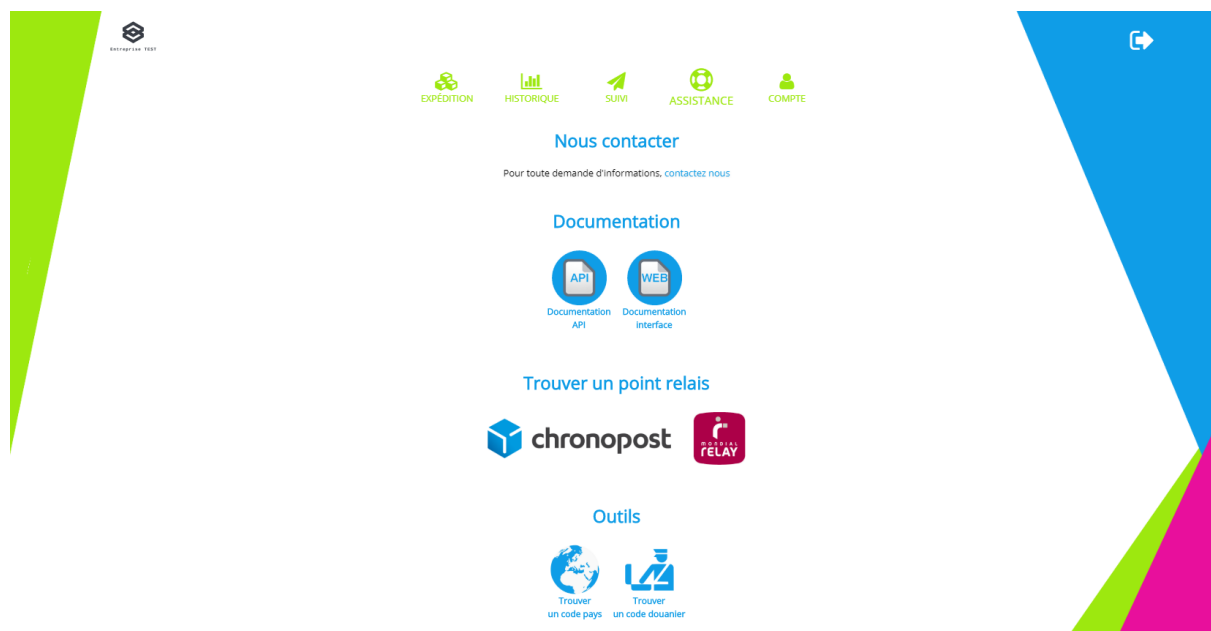 Entreprise TEST
EXPÉDITION HISTORIQUE SUIVI ASSISTANCE COMPTE
Nous contacter
Pour toute demande d'informations, contactez nous
Documentation
API WEB
Documentation Documentation
API Interface
Trouver un point relais
chronopost
MONDIAL
RELAY
Outils
Trouver Trouver
un code pays un code douanier